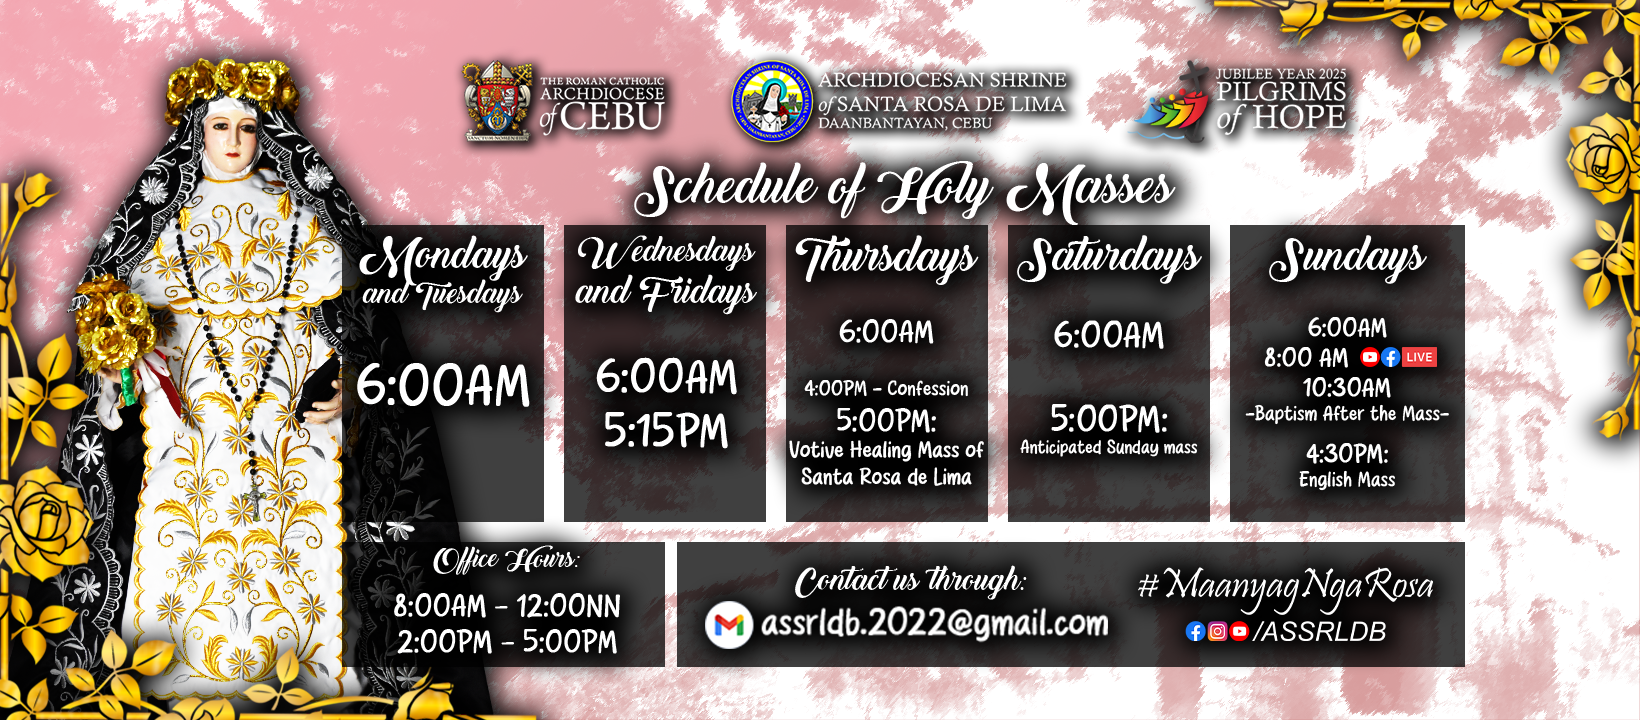 THE ROMAN CATHOLIC
ARCHDIOCESE
of CEBU
ARCHDIOCESAN SHRINE
of SANTA ROSA DE LIMA
DAANBANTAYAN, CEBU
JUBILEE YEAR 2025
PILGRIMS
of HOPE
Schedule of Holy Masses
Mondays
and Tuesdays
6:00AM
Wednesdays
and Fridays
6:00AM
5:15PM
Thursdays
6:00AM
4:00PM - Confession
5:00PM:
Votive Healing Mass of
Santa Rosa de Lima
Saturdays
6:00AM
5:00PM:
Anticipated Sunday mass
Sundays
6:00AM
8:00 AM LIVE
10:30AM
-Baptism After the Mass-
4:30PM:
English Mass
Office Hours:
8:00AM - 12:00NN
2:00PM - 5:00PM
Contact us through:
assrldb.2022@gmail.com
#MaanyagNgaRosa
/ASSRLDB